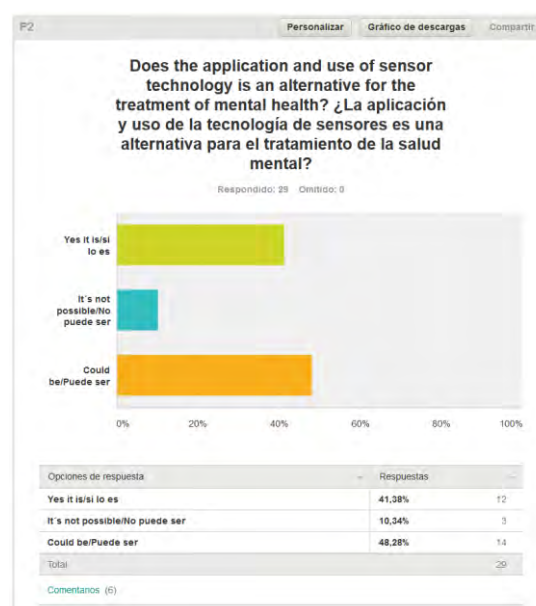 P2
Personalizar Gráfico de descargas Compartir
Does the application and use of sensor
technology is an alternative for the
treatment of mental health? ¿La aplicación
y uso de la tecnología de sensores es una
alternativa para el tratamiento de la salud
mental?
Respondido: 29 Omitido: 0
Yes it is/si
lo es
It´s not
possible/No
puede ser
Could
be/Puede ser
0% 20% 40% 60% 80% 100%
Opciones de respuesta Respuestas
Yes it is/si lo es 41,38% 12
It´s not possible/No puede ser 10,34% 3
Could be/Puede ser 48,28% 14
Total 29
Comentarios (6)